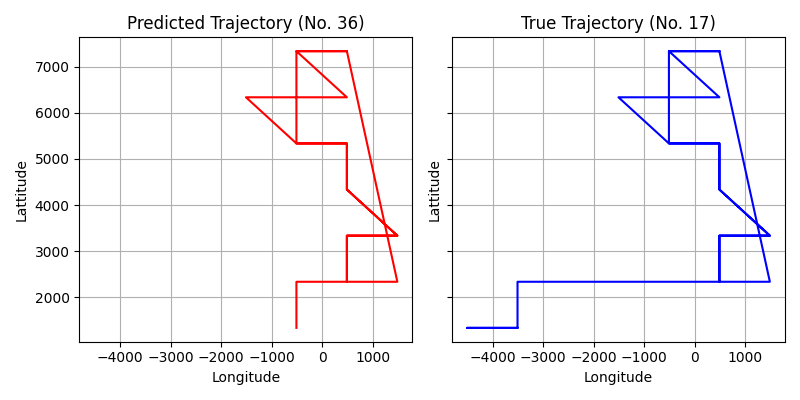 Predicted Trajectory (No. 36)
True Trajectory (No. 17)
7000
6000
5000
4000
3000
2000
Lattitude
Lattitude
−4000 −3000 −2000 −1000 0 1000
−4000 −3000 −2000 −1000 0 1000
Longitude
Longitude